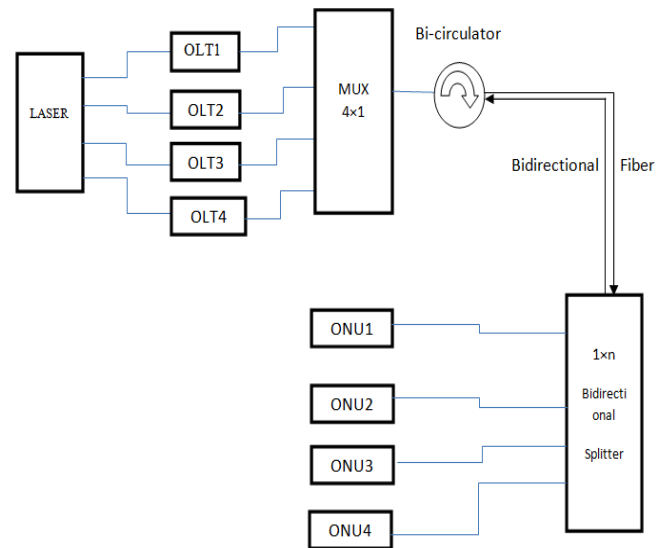 LASER
OLT1
OLT2
OLT3
OLT4
MUX
4×1
Bi-circulator
Bidirectional
Fiber
ONU1
ONU2
ONU3
ONU4
1×n
Bidirecti
onal
Splitter